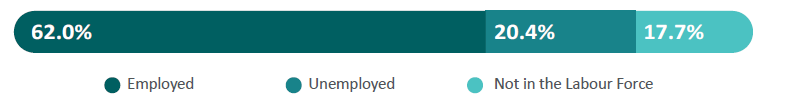 62.0% 20.4% 17.7%
Employed Unemployed Not in the Labour Force